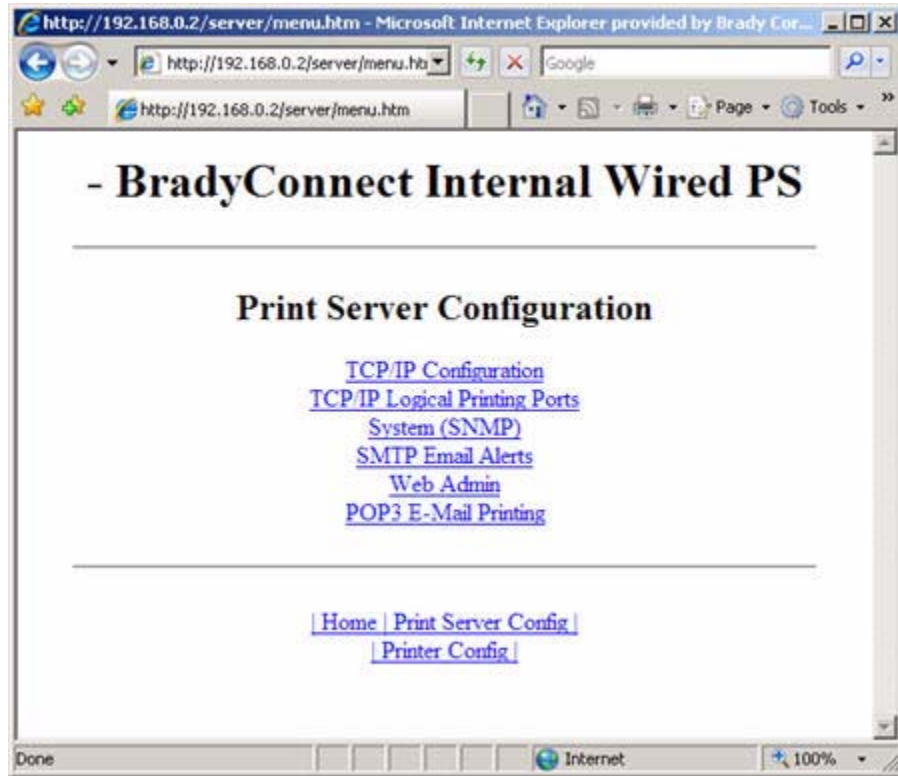 http://192.168.0.2/server/menu.htm - Microsoft Internet Explorer provided by Brady Cor...
http://192.168.0.2/server/menu.ht
Google
http://192.168.0.2/server/menu.htm
Page
Tools
»
- BradyConnect Internal Wired PS
Print Server Configuration
TCP/IP Configuration
TCP/IP Logical Printing Ports
System (SNMP)
SMTP Email Alerts
Web Admin
POP3 E-Mail Printing
| Home | Print Server Config |
| Printer Config |
Done
Internet
100%